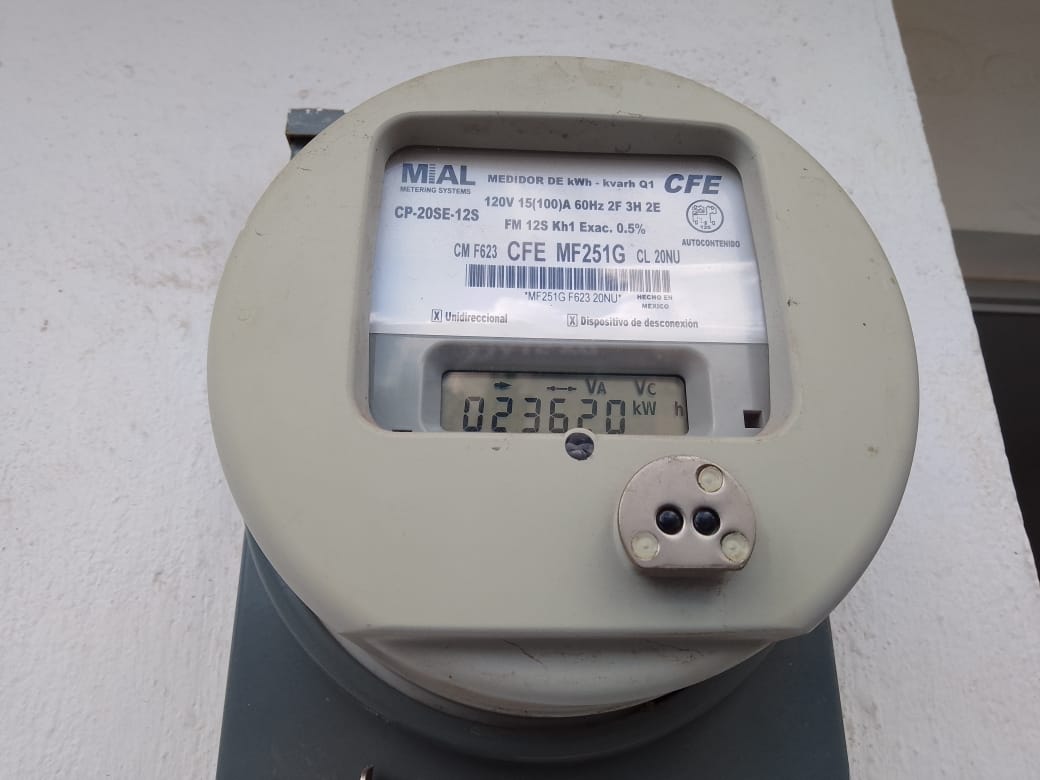 MIAL
METERING SYSTEMS
MEDIDOR DE kWh - kvarh Q1
CFE
120V 15(100)A 60Hz 2F 3H 2E
CP-20SE-12S
FM 12S Kh1 Exac. 0.5%
12S
AUTOCONTENIDO
CM F623 CFE MF251G CL 20NU
*MF251G F623 20NU*
HECHO EN
MEXICO
X Unidireccional
X Dispositivo de desconexión
VA VC
023620 kW h